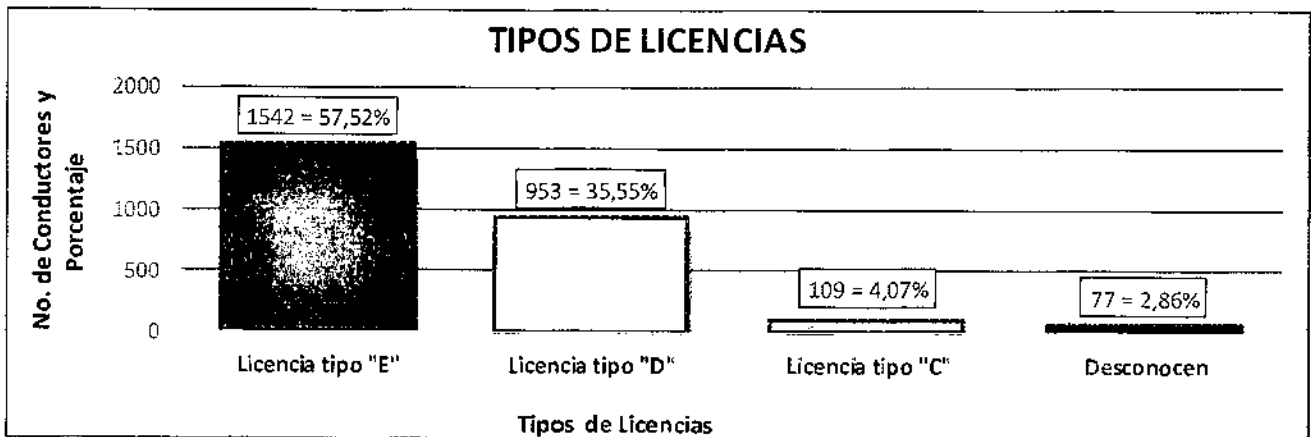 TIPOS DE LICENCIAS
No. de Conductores y
Porcentaje
2000
1500
1000
500
0
1542 = 57,52%
953 = 35,55%
109 = 4,07%
77 = 2,86%
Licencia tipo "E"
Licencia tipo "D"
Licencia tipo "C"
Desconocen
Tipos de Licencias